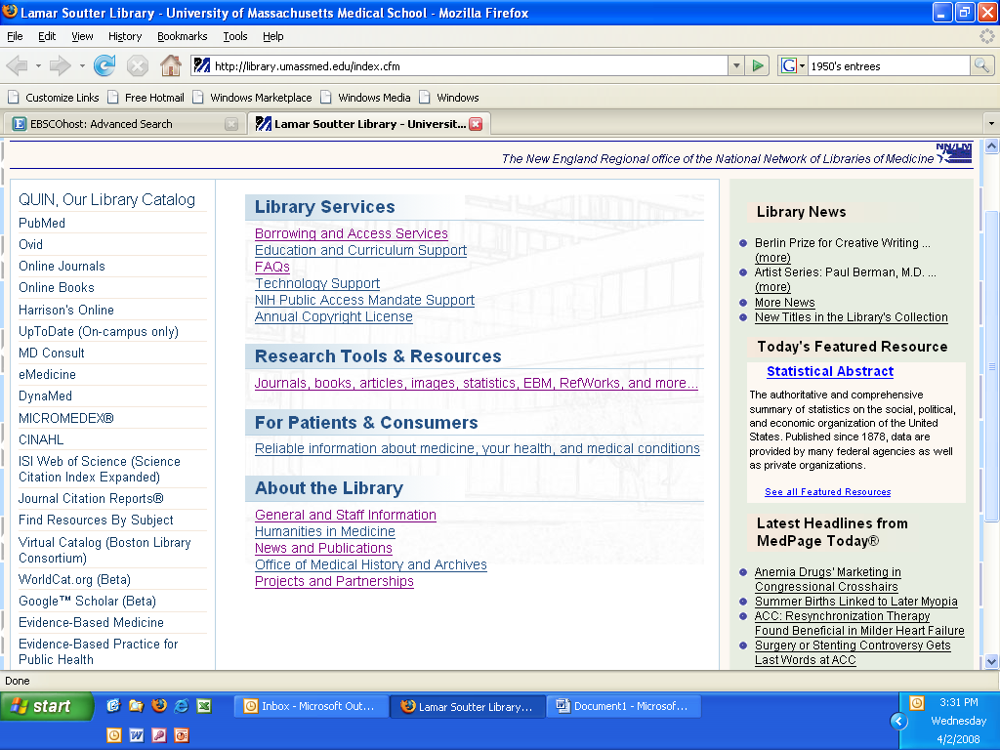 Lamar Soutter Library - University of Massachusetts Medical School - Mozilla Firefox
File Edit View History Bookmarks Tools Help
http://library.umassmed.edu/index.cfm
1950's entrees
Customize Links Free Hotmail Windows Marketplace Windows Media Windows
EBSCOhost: Advanced Search
Lamar Soutter Library - Universit...
The New England Regional office of the National Network of Libraries of Medicine
NN/LM
QUIN, Our Library Catalog
PubMed
Ovid
Online Journals
Online Books
Harrison's Online
UpToDate (On-campus only)
MD Consult
eMedicine
DynaMed
MICROMEDEX®
CINAHL
ISI Web of Science (Science
Citation Index Expanded)
Journal Citation Reports®
Find Resources By Subject
Virtual Catalog (Boston Library
Consortium)
WorldCat.org (Beta)
Google™ Scholar (Beta)
Evidence-Based Medicine
Evidence-Based Practice for
Public Health
Library Services
Borrowing and Access Services
Education and Curriculum Support
FAQs
Technology Support
NIH Public Access Mandate Support
Annual Copyright License
Research Tools & Resources
Journals, books, articles, images, statistics, EBM, RefWorks, and more...
For Patients & Consumers
Reliable information about medicine, your health, and medical conditions
About the Library
General and Staff Information
Humanities in Medicine
News and Publications
Office of Medical History and Archives
Projects and Partnerships
Library News
Berlin Prize for Creative Writing ...
(more)
Artist Series: Paul Berman, M.D. ...
(more)
More News
New Titles in the Library's Collection
Today's Featured Resource
Statistical Abstract
The authoritative and comprehensive
summary of statistics on the social, political,
and economic organization of the United
States. Published since 1878, data are
provided by many federal agencies as well
as private organizations.
See all Featured Resources
Latest Headlines from
MedPage Today®
Anemia Drugs' Marketing in
Congressional Crosshairs
Summer Births Linked to Later Myopia
ACC: Resynchronization Therapy
Found Beneficial in Milder Heart Failure
Surgery or Stenting Controversy Gets
Last Words at ACC
Done
start
Inbox - Microsoft Out...
Lamar Soutter Library...
Document1 - Microsof...
3:31 PM
Wednesday
4/2/2008